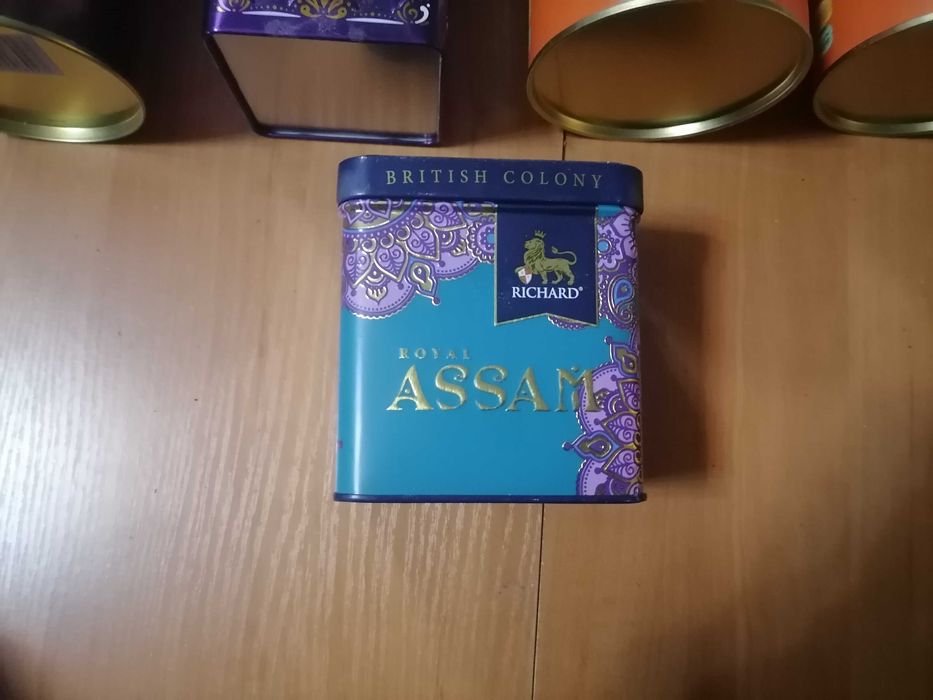 BRITISH COLONY
RICHARD®
ROYAL
ASSAM